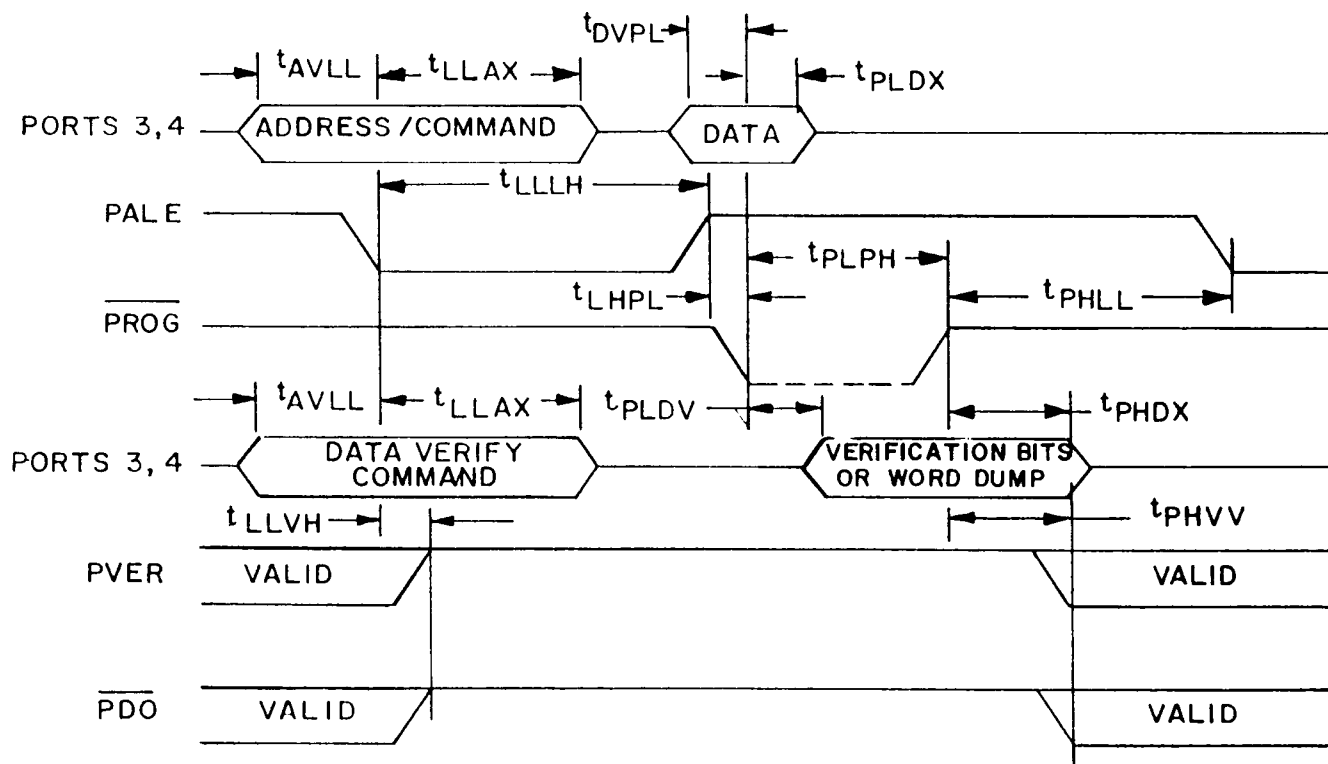 tDVPL
tAVLL tLLAX tPLDX
PORTS 3,4 ADDRESS/COMMAND DATA
tLLLH
PALE
tPLPH
tLHPL tPHLL
PROG
tAVLL tLLAX tPLDV tPHDX
PORTS 3,4 DATA VERIFY COMMAND VERIFICATION BITS OR WORD DUMP
tLLVH tPHVV
PVER VALID VALID
PDO VALID VALID